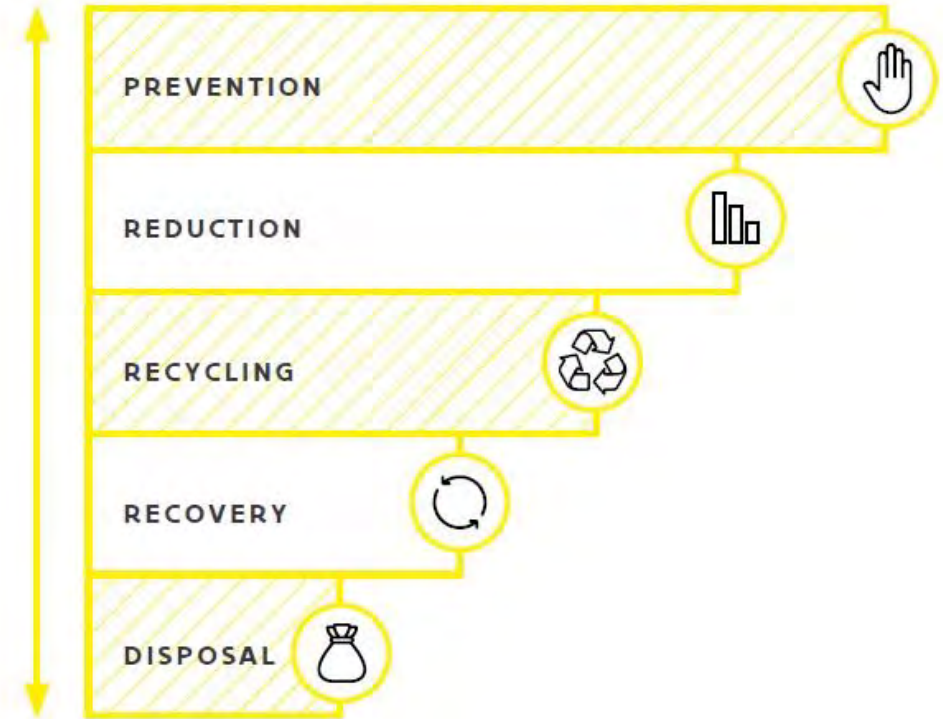 PREVENTION
REDUCTION
RECYCLING
RECOVERY
DISPOSAL